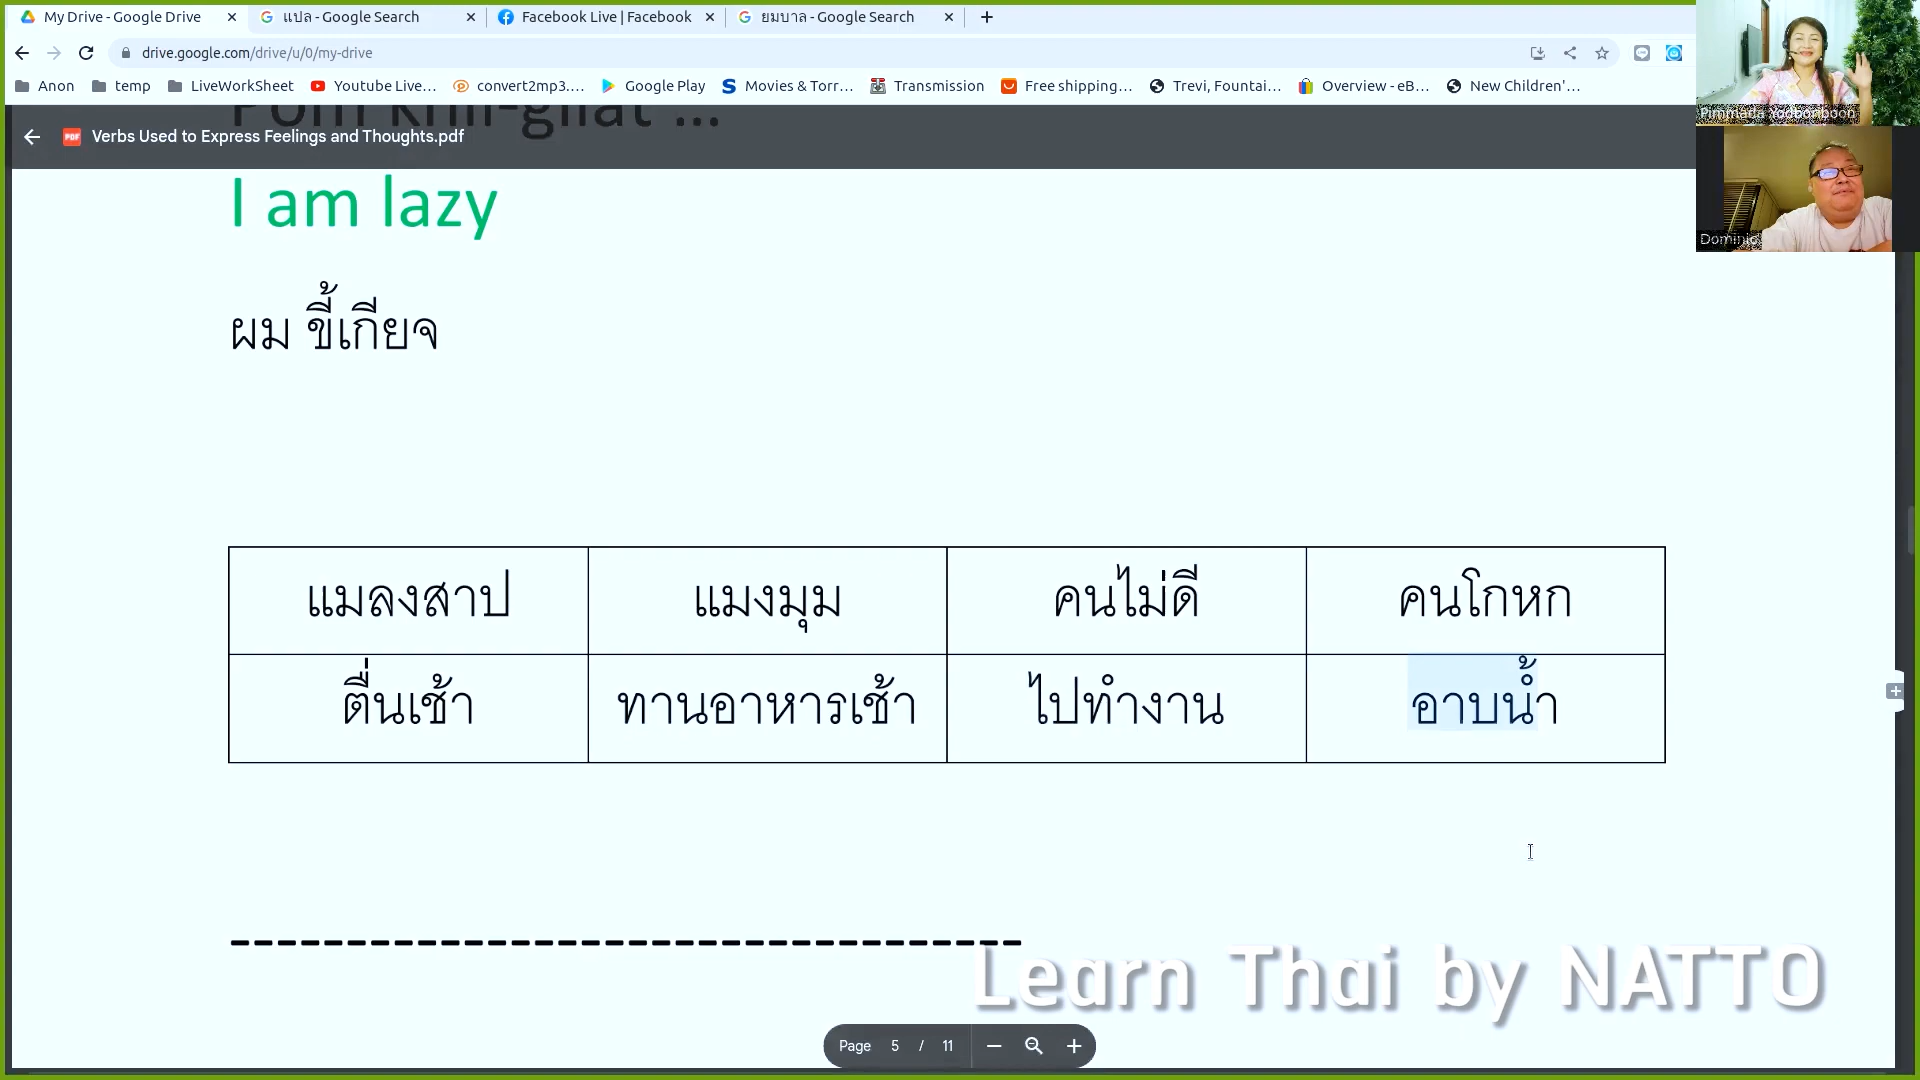 My Drive - Google Drive
แปล - Google Search
Facebook Live | Facebook
ยมบาล - Google Search
drive.google.com/drive/u/0/my-drive
Anon
temp
LiveWorkSheet
Youtube Live…
convert2mp3.…
Google Play
Movies & Torr…
Transmission
Free shipping…
Trevi, Fountai…
Overview - eB…
New Children'…
PDF
Verbs Used to Express Feelings and Thoughts.pdf
Dominic
I am lazy
ผม ขี้เกียจ
แมลงสาป
แมงมุม
คนไม่ดี
คนโกหก
ตื่นเช้า
ทานอาหารเช้า
ไปทำงาน
อาบน้ำ
Learn Thai by NATTO
Page 5 / 11